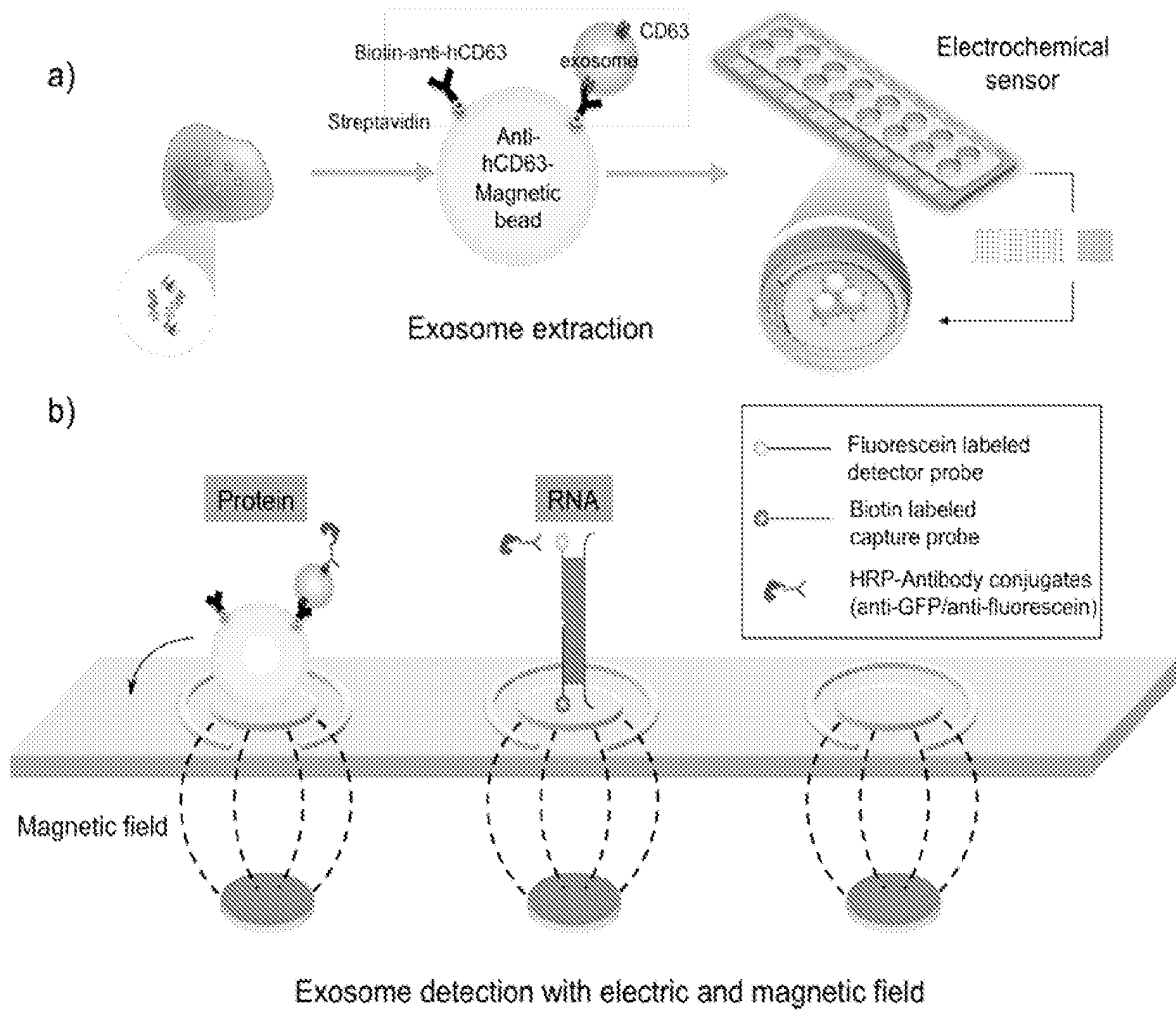 a)
Biotin-anti-hCD63
CD63
exosome
Streptavidin
Anti-
hCD63-
Magnetic
bead
Electrochemical
sensor
Exosome extraction
b)
Protein
RNA
Fluorescein labeled
detector probe
Biotin labeled
capture probe
HRP-Antibody conjugates
(anti-GFP/anti-fluorescein)
Magnetic field
Exosome detection with electric and magnetic field